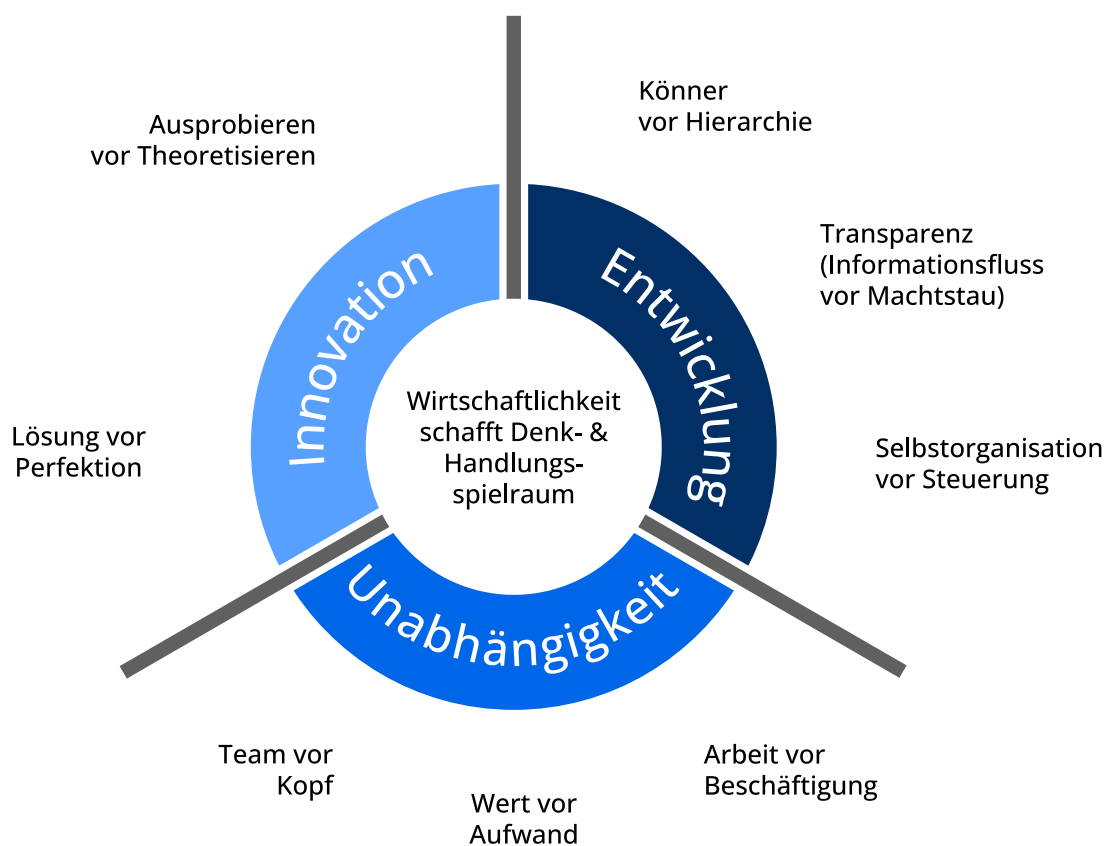 Könner
vor Hierarchie
Ausprobieren
vor Theoretisieren
Transparenz
(Informationsfluss
vor Machtstau)
Innovation
Entwicklung
Wirtschaftlichkeit
schafft Denk- &
Handlungs-
spielraum
Lösung vor
Perfektion
Selbstorganisation
vor Steuerung
Unabhängigkeit
Team vor
Kopf
Arbeit vor
Beschäftigung
Wert vor
Aufwand